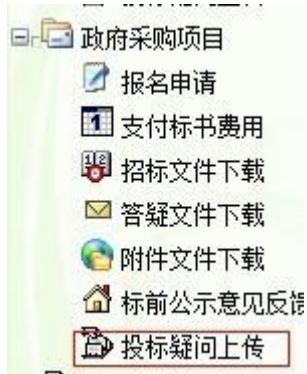 政府采购项目
报名申请
1 支付标书费用
招标文件下载
答疑文件下载
附件文件下载
标前公示意见反馈
投标疑问上传